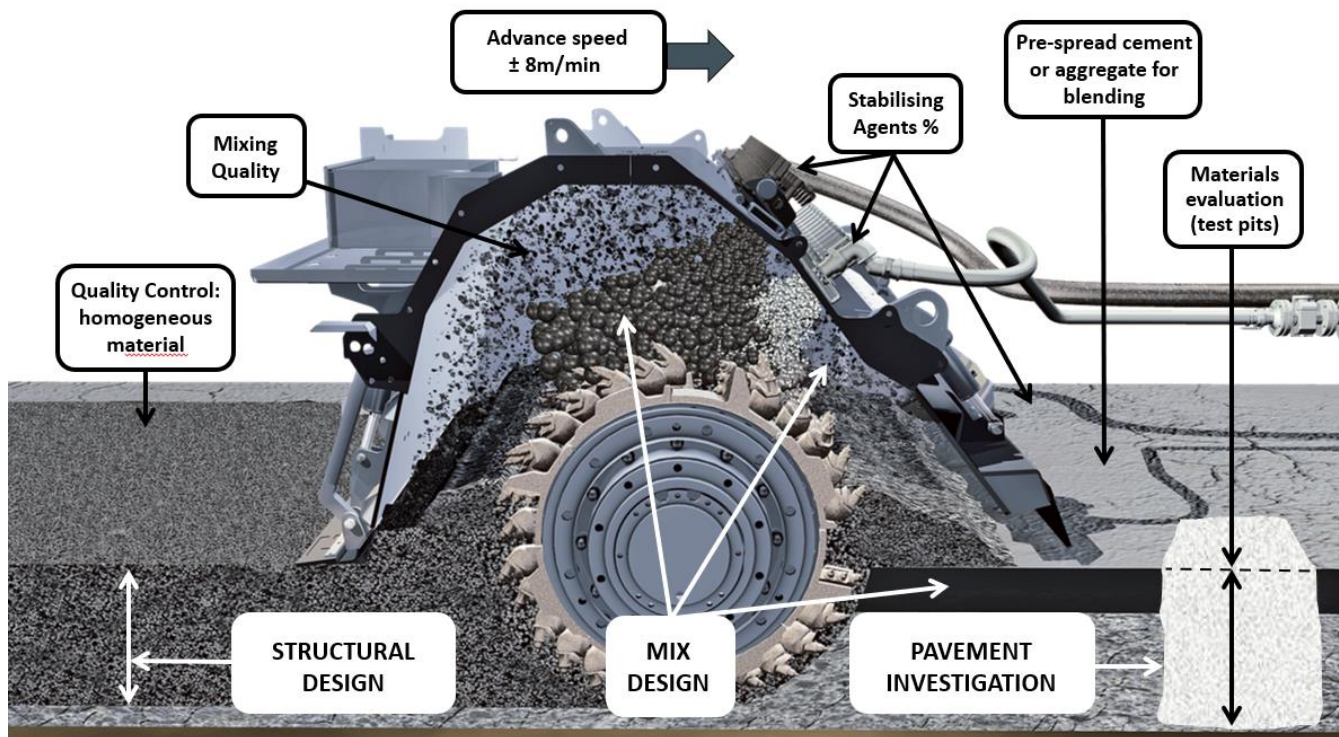 Advance speed
± 8m/min
Pre-spread cement
or aggregate for
blending
Stabilising
Agents %
Mixing
Quality
Materials
evaluation
(test pits)
Quality Control:
homogeneous
material
STRUCTURAL
DESIGN
MIX
DESIGN
PAVEMENT
INVESTIGATION